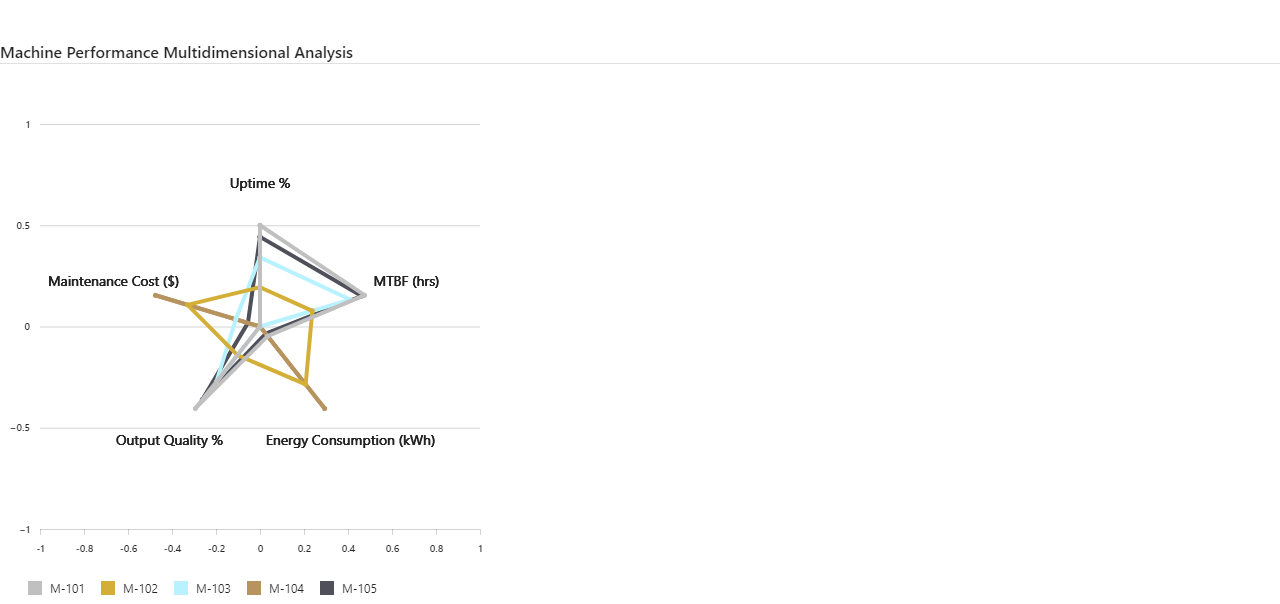 Machine Performance Multidimensional Analysis
1
Uptime %
0.5
Maintenance Cost ($)
MTBF (hrs)
0
−0.5
Output Quality %
Energy Consumption (kWh)
−1
-1 -0.8 -0.6 -0.4 -0.2 0 0.2 0.4 0.6 0.8 1
M-101 M-102 M-103 M-104 M-105